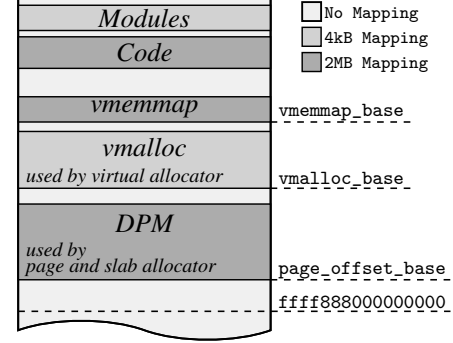 Modules
No Mapping
4kB Mapping
Code
2MB Mapping
vmemmap
vmemmap_base
vmalloc
used by virtual allocator
vmalloc_base
DPM
used by
page and slab allocator
page_offset_base
ffff888000000000